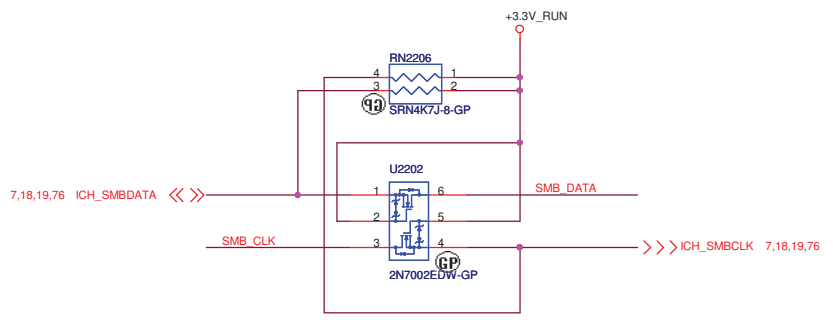 +3.3V_RUN
RN2206
4 1
3 2
GP
SRN4K7J-8-GP
U2202
7,18,19,76 ICH_SMBDATA 1 6 SMB_DATA
2 5
SMB_CLK 3 4 ICH_SMBCLK 7,18,19,76
GP
2N7002EDW-GP